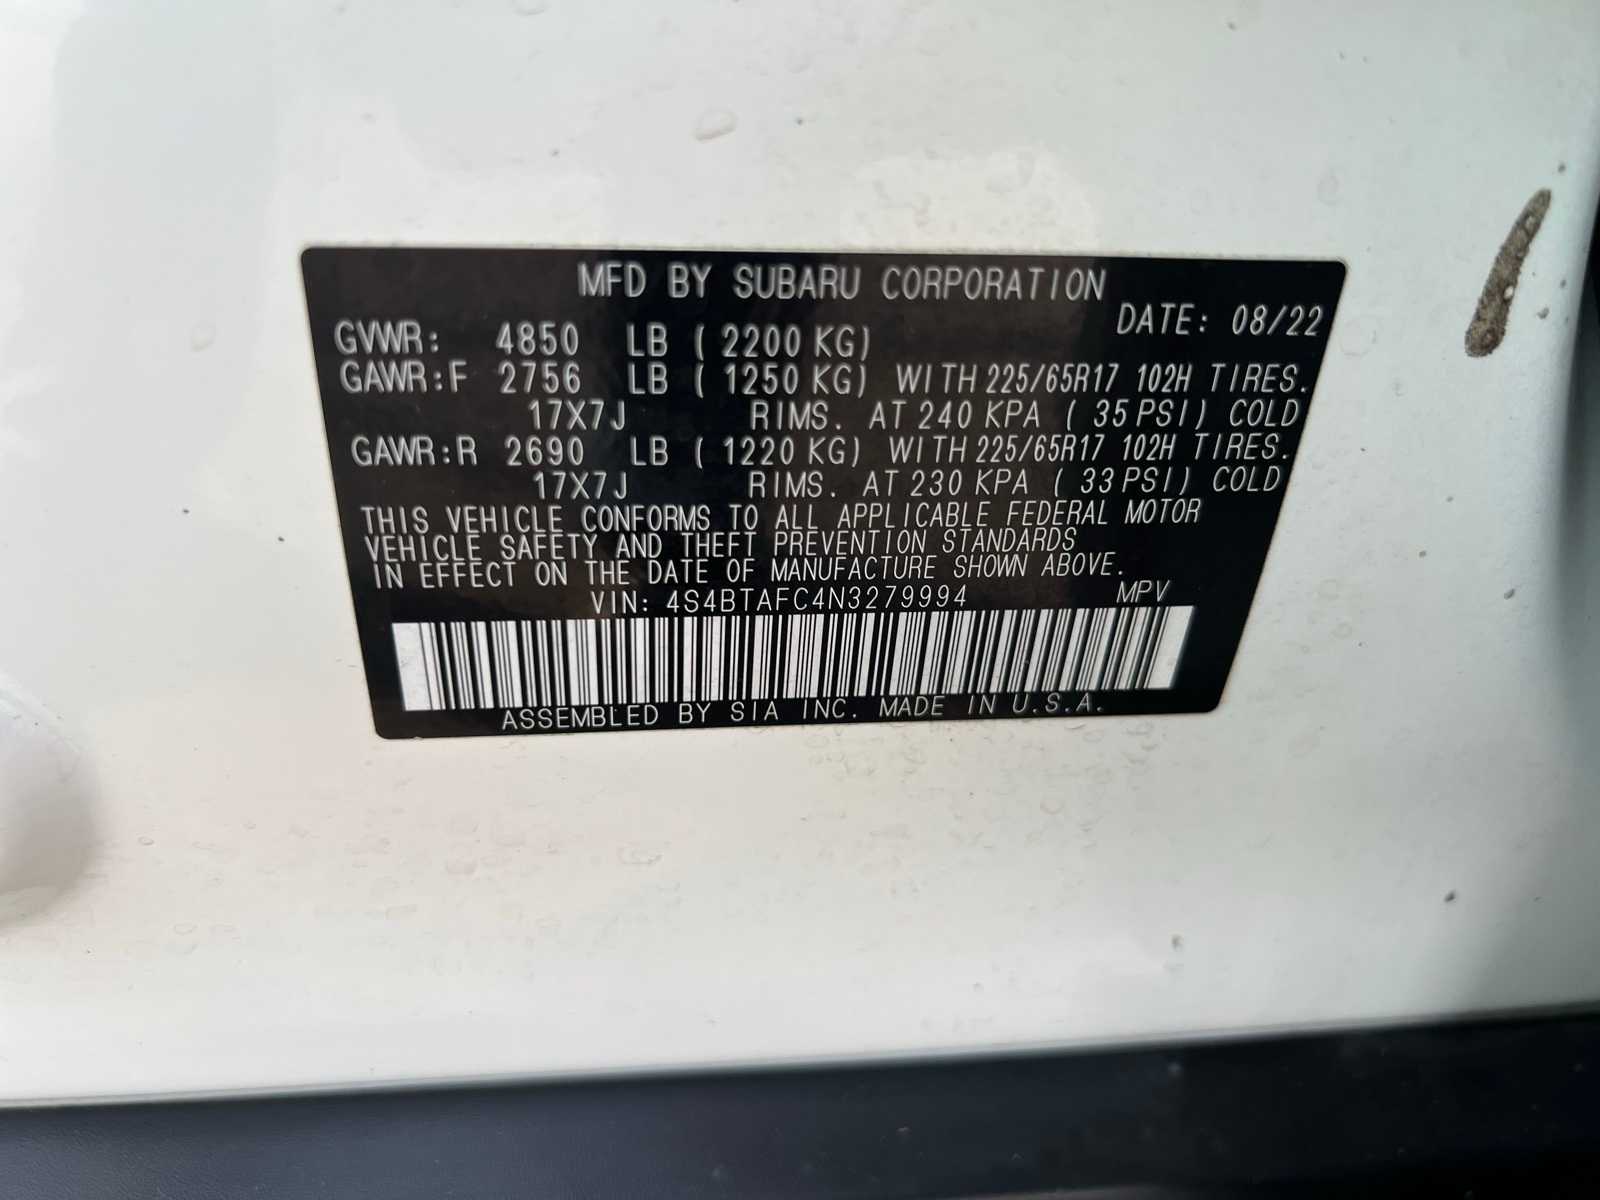 MFD BY SUBARU CORPORATION
DATE: 08/22
GVWR: 4850 LB ( 2200 KG)
GAWR:F 2756 LB ( 1250 KG) WITH 225/65R17 102H TIRES.
17X7J RIMS. AT 240 KPA ( 35 PSI) COLD
GAWR:R 2690 LB ( 1220 KG) WITH 225/65R17 102H TIRES.
17X7J RIMS. AT 230 KPA ( 33 PSI) COLD
THIS VEHICLE CONFORMS TO ALL APPLICABLE FEDERAL MOTOR
VEHICLE SAFETY AND THEFT PREVENTION STANDARDS
IN EFFECT ON THE DATE OF MANUFACTURE SHOWN ABOVE.
VIN: 4S4BTAFC4N3279994 MPV
ASSEMBLED BY SIA INC. MADE IN U.S.A.